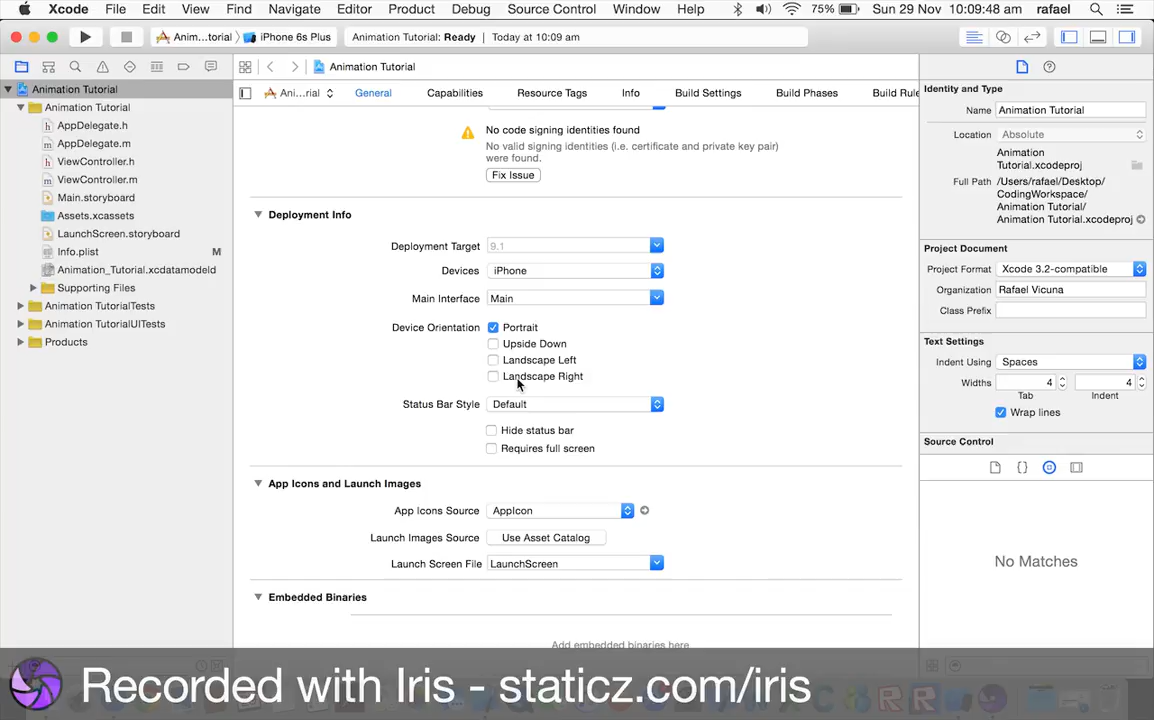 Xcode File Edit View Find Navigate Editor Product Debug Source Control Window Help 75% Sun 29 Nov 10:09:48 am rafael
Anim...torial iPhone 6s Plus Animation Tutorial: Ready Today at 10:09 am
Animation Tutorial
Animation Tutorial
Animation Tutorial
AppDelegate.h
AppDelegate.m
ViewController.h
ViewController.m
Main.storyboard
Assets.xcassets
LaunchScreen.storyboard
Info.plist M
Animation_Tutorial.xcdatamodeld
Supporting Files
Animation TutorialTests
Animation TutorialUITests
Products
Ani...rial General Capabilities Resource Tags Info Build Settings Build Phases Build Rule
No code signing identities found
No valid signing identities (i.e. certificate and private key pair)
were found.
Fix Issue
Deployment Info
Deployment Target 9.1
Devices iPhone
Main Interface Main
Device Orientation Portrait
Upside Down
Landscape Left
Landscape Right
Status Bar Style Default
Hide status bar
Requires full screen
App Icons and Launch Images
App Icons Source AppIcon
Launch Images Source Use Asset Catalog
Launch Screen File LaunchScreen
Embedded Binaries
Add embedded binaries here
Identity and Type
Name Animation Tutorial
Location Absolute
Animation
Tutorial.xcodeproj
Full Path /Users/rafael/Desktop/
CodingWorkspace/
Animation Tutorial/
Animation Tutorial.xcodeproj
Project Document
Project Format Xcode 3.2-compatible
Organization Rafael Vicuna
Class Prefix
Text Settings
Indent Using Spaces
Widths 4 4
Tab Indent
Wrap lines
Source Control
No Matches
Recorded with Iris - staticz.com/iris